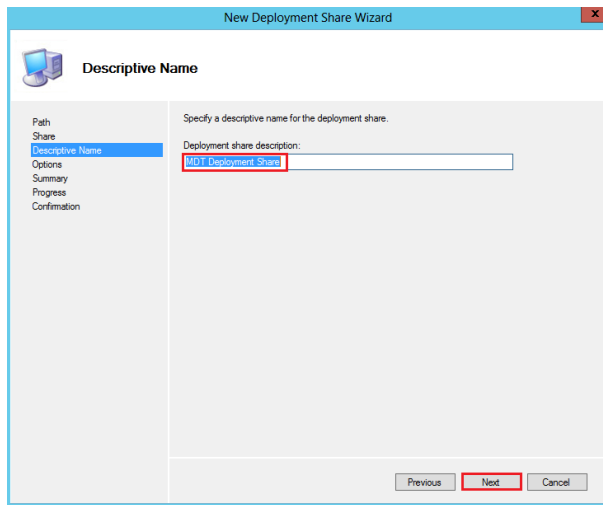 New Deployment Share Wizard
x
Descriptive Name
Path
Share
Descriptive Name
Options
Summary
Progress
Confirmation
Specify a descriptive name for the deployment share.
Deployment share description:
MDT Deployment Share
Previous
Next
Cancel